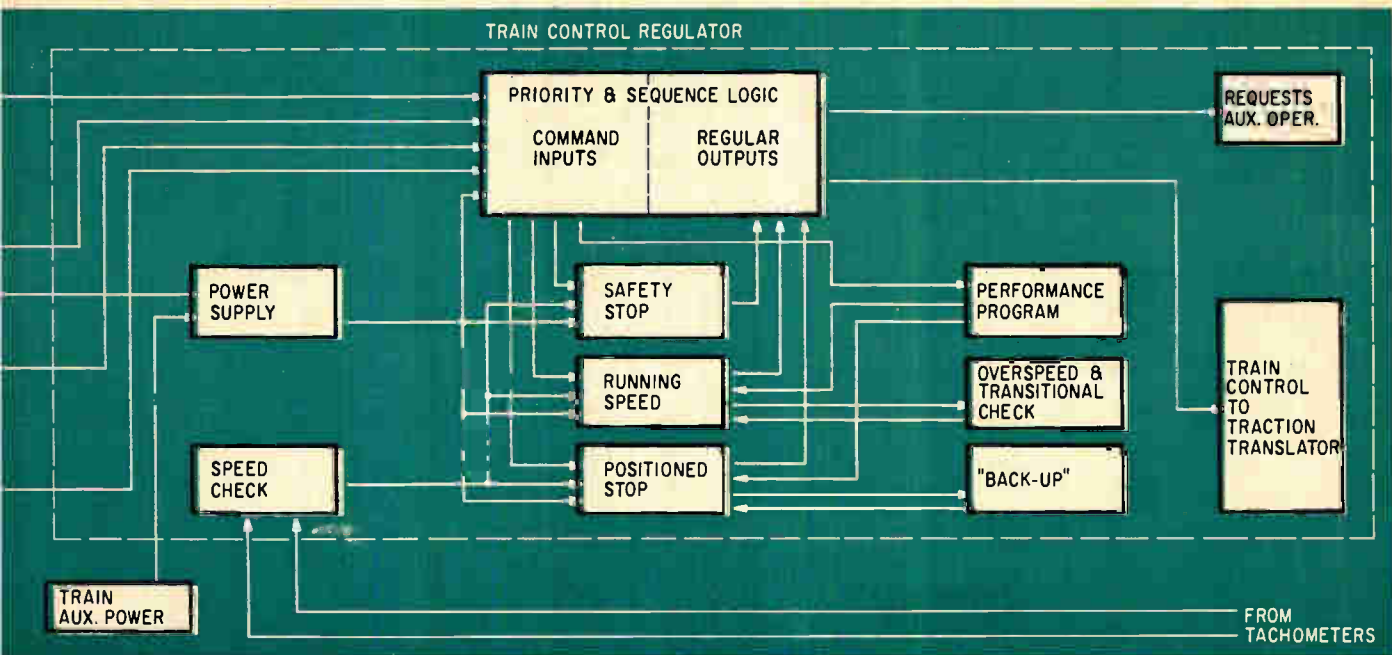 TRAIN CONTROL REGULATOR
PRIORITY & SEQUENCE LOGIC
COMMAND
INPUTS
REGULAR
OUTPUTS
REQUESTS
AUX. OPER.
POWER
SUPPLY
SAFETY
STOP
PERFORMANCE
PROGRAM
RUNNING
SPEED
OVERSPEED &
TRANSITIONAL
CHECK
TRAIN
CONTROL
TO
TRACTION
TRANSLATOR
SPEED
CHECK
POSITIONED
STOP
"BACK-UP"
TRAIN
AUX. POWER
FROM
TACHOMETERS